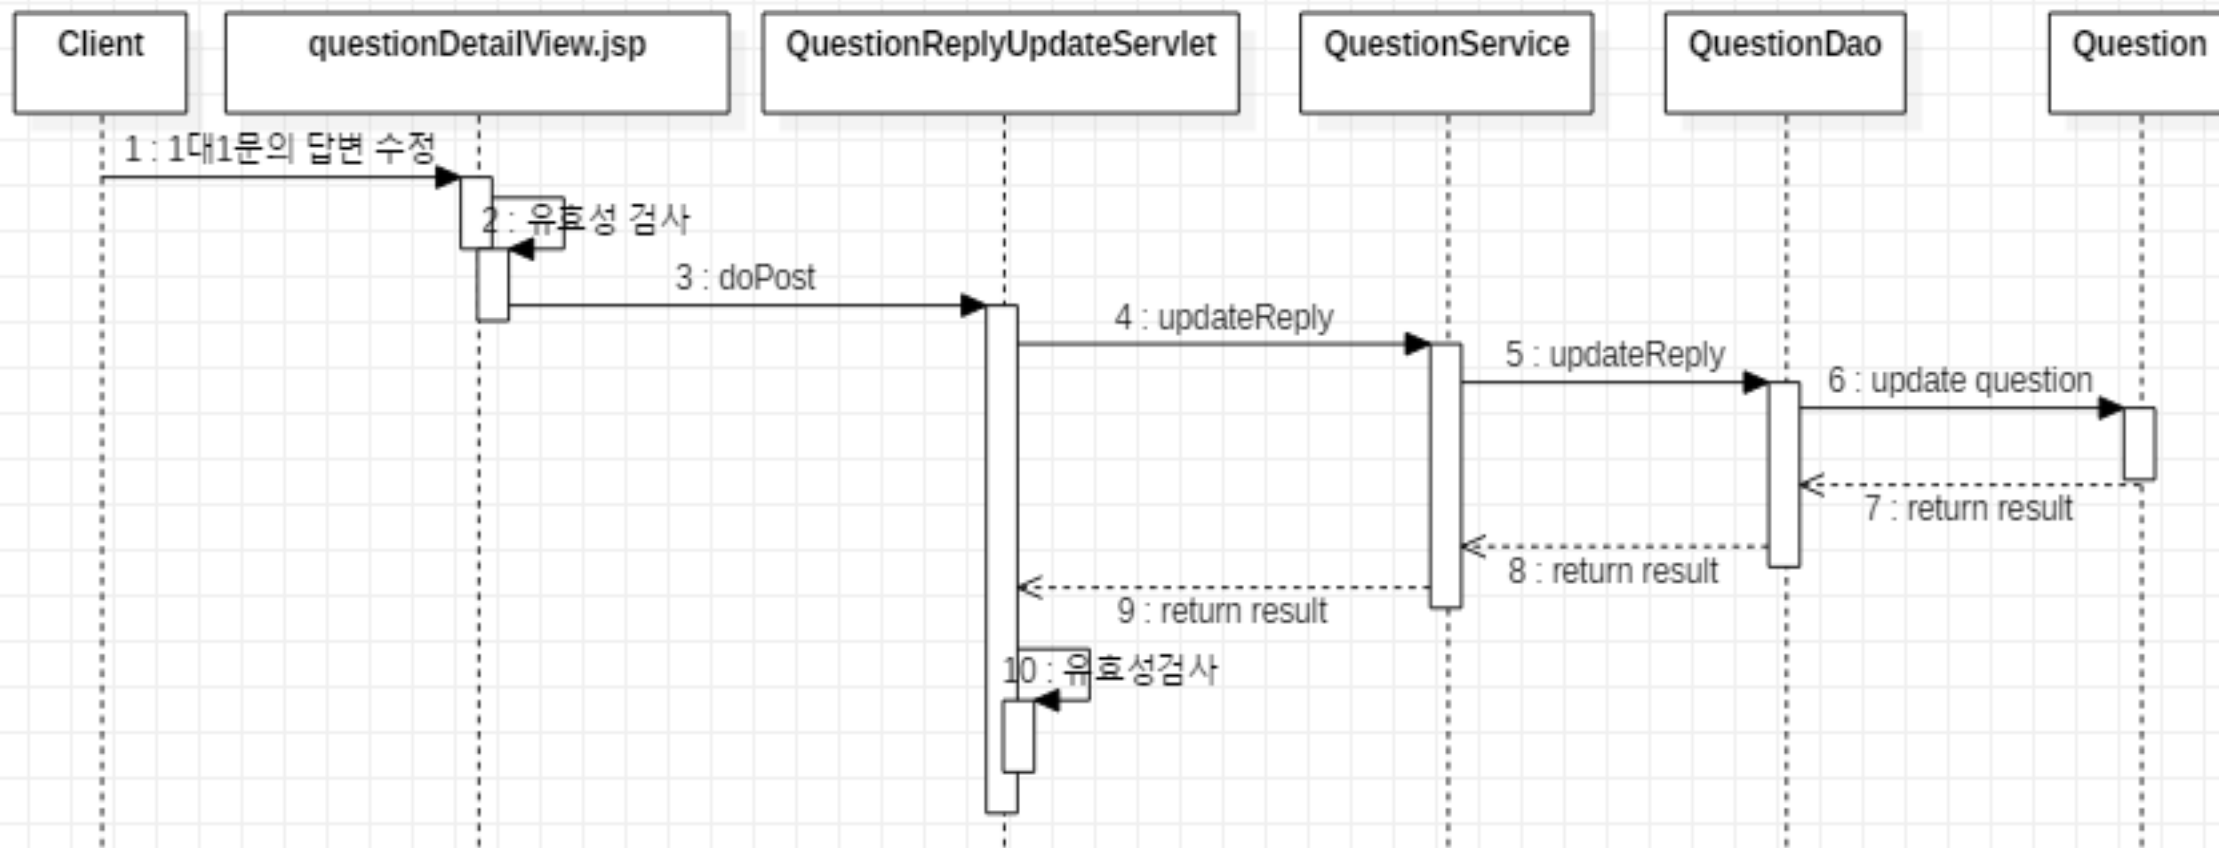 Client
questionDetailView.jsp
QuestionReplyUpdateServlet
QuestionService
QuestionDao
Question
1 : 1대1문의 답변 수정
2 : 유효성 검사
3 : doPost
4 : updateReply
5 : updateReply
6 : update question
7 : return result
8 : return result
9 : return result
10 : 유효성검사